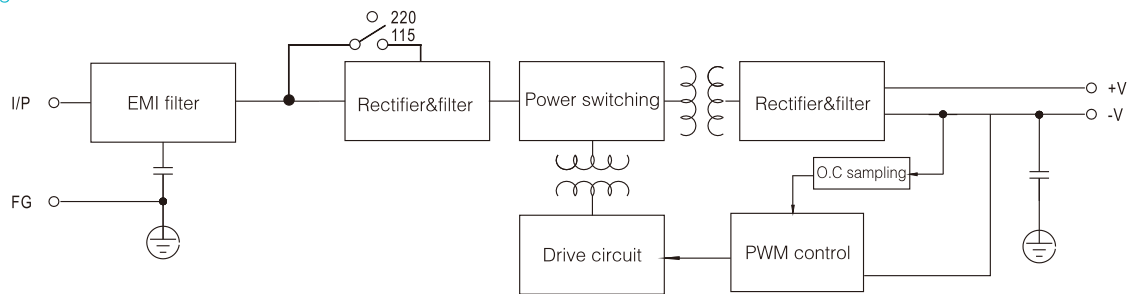 220
115
I/P
EMI filter
Rectifier&filter
Power switching
Rectifier&filter
+V
-V
O.C sampling
FG
Drive circuit
PWM control